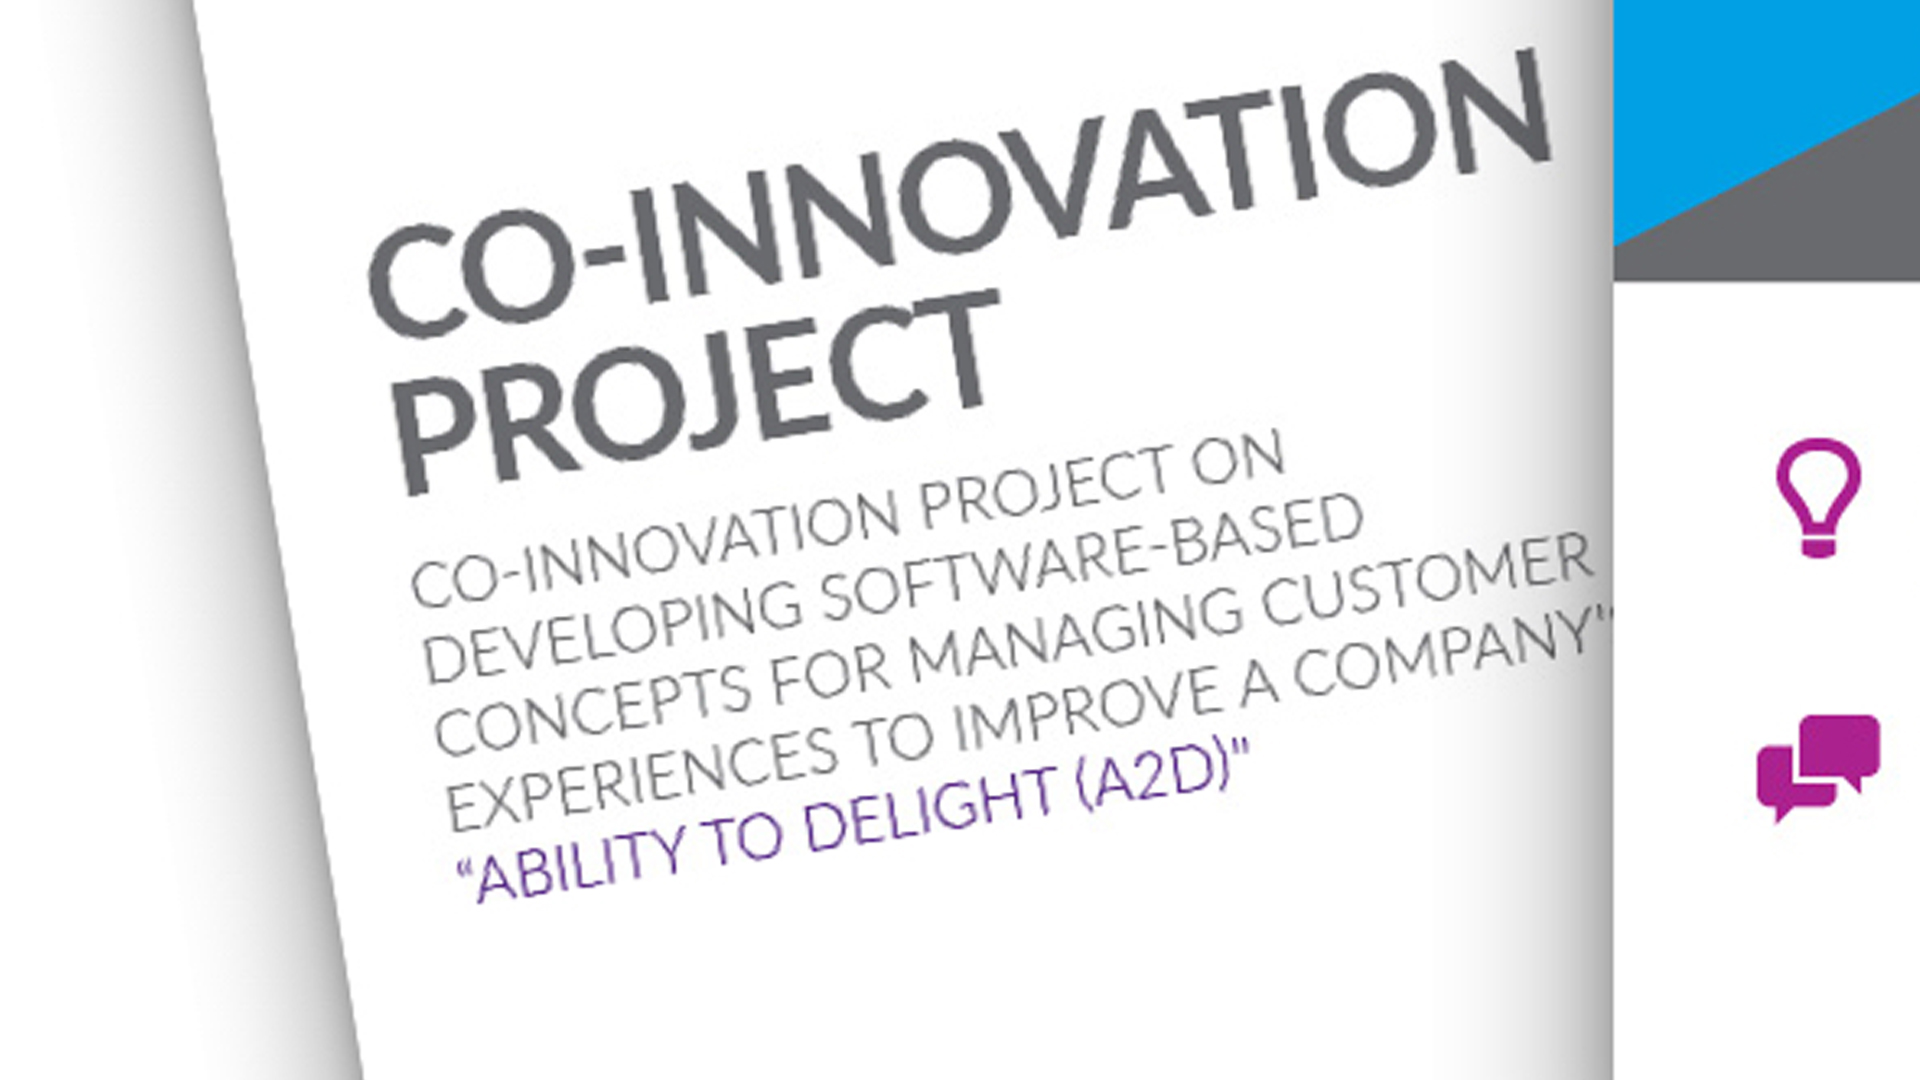 CO-INNOVATION
PROJECT
CO-INNOVATION PROJECT ON
DEVELOPING SOFTWARE-BASED
CONCEPTS FOR MANAGING CUSTOMER
EXPERIENCES TO IMPROVE A COMPANY"
“ABILITY TO DELIGHT (A2D)"